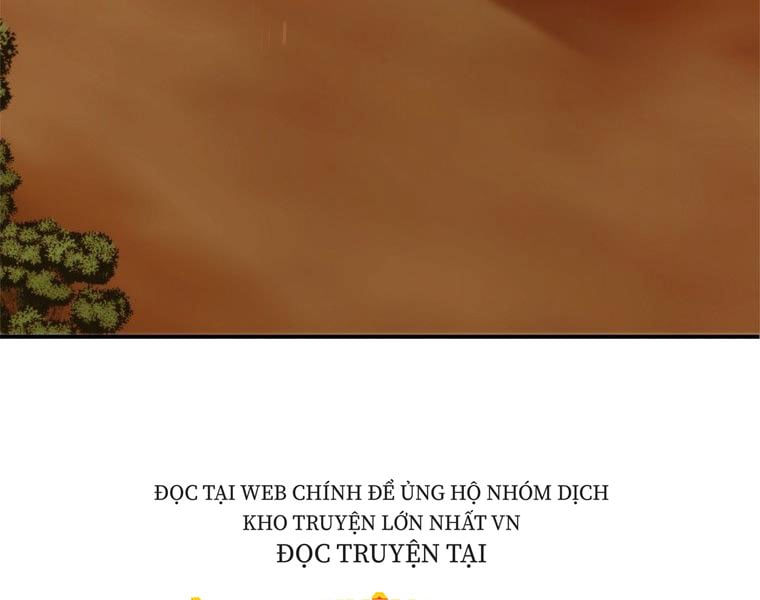 ĐỌC TẠI WEB CHÍNH ĐỂ ỦNG HỘ NHÓM DỊCH
KHO TRUYỆN LỚN NHẤT VN
ĐỌC TRUYỆN TẠI